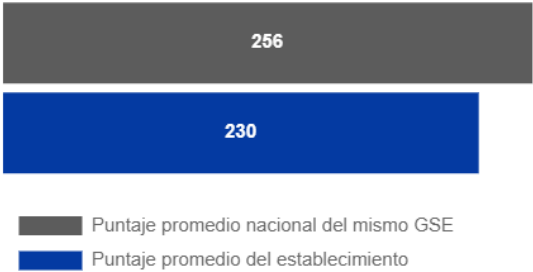 256
230
Puntaje promedio nacional del mismo GSE
Puntaje promedio del establecimiento